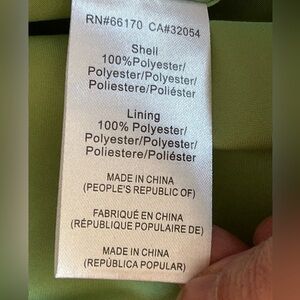 RN#66170 CA#32054
Shell
100%Polyester/
Polyester/Polyester/
Poliestere/Poliéster
Lining
100% Polyester/
Polyester/Polyester/
Poliestere/Poliéster
MADE IN CHINA
(PEOPLE'S REPUBLIC OF)
FABRIQUÉ EN CHINA
(RÉPUBLIQUE POPULAIRE DE)
MADE IN CHINA
(REPÚBLICA POPULAR)